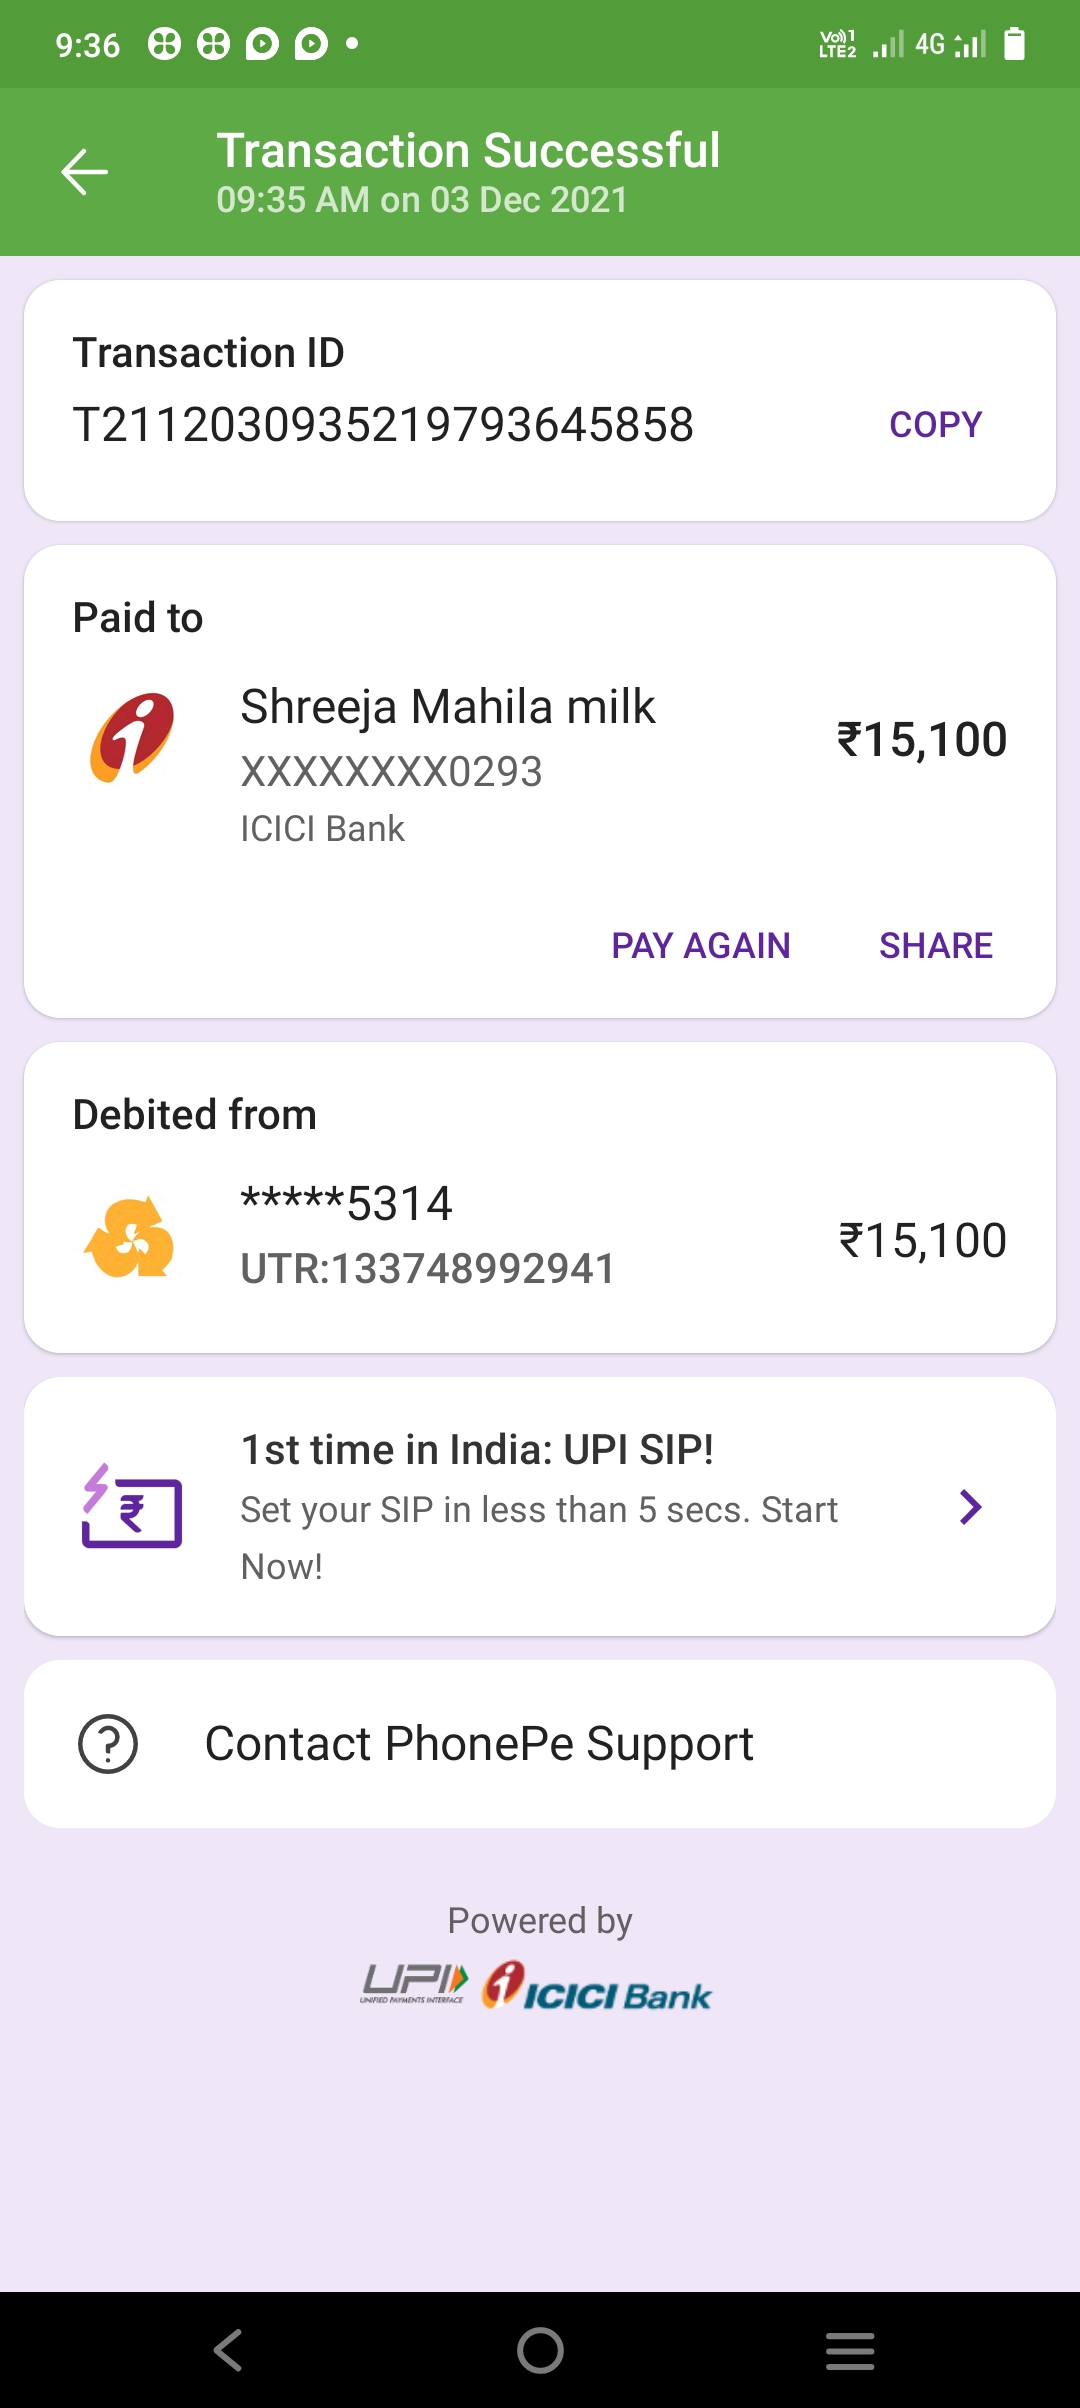 9:36
Vo)) 1
LTE2
4G
Transaction Successful
09:35 AM on 03 Dec 2021
Transaction ID
T2112030935219793645858
COPY
Paid to
Shreeja Mahila milk
₹15,100
XXXXXXXX0293
ICICI Bank
PAY AGAIN
SHARE
Debited from
*****5314
₹15,100
UTR:133748992941
1st time in India: UPI SIP!
Set your SIP in less than 5 secs. Start
Now!
Contact PhonePe Support
Powered by
UPI
UNIFIED PAYMENTS INTERFACE
ICICI Bank